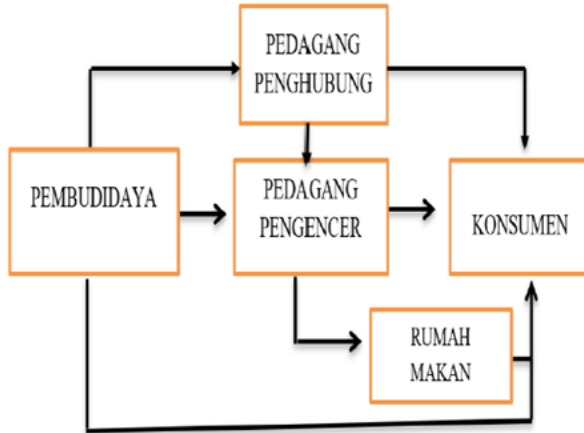 PEDAGANG
PENGHUBUNG
PEMBUDIDAYA
PEDAGANG
PENGENCER
KONSUMEN
RUMAH
MAKAN